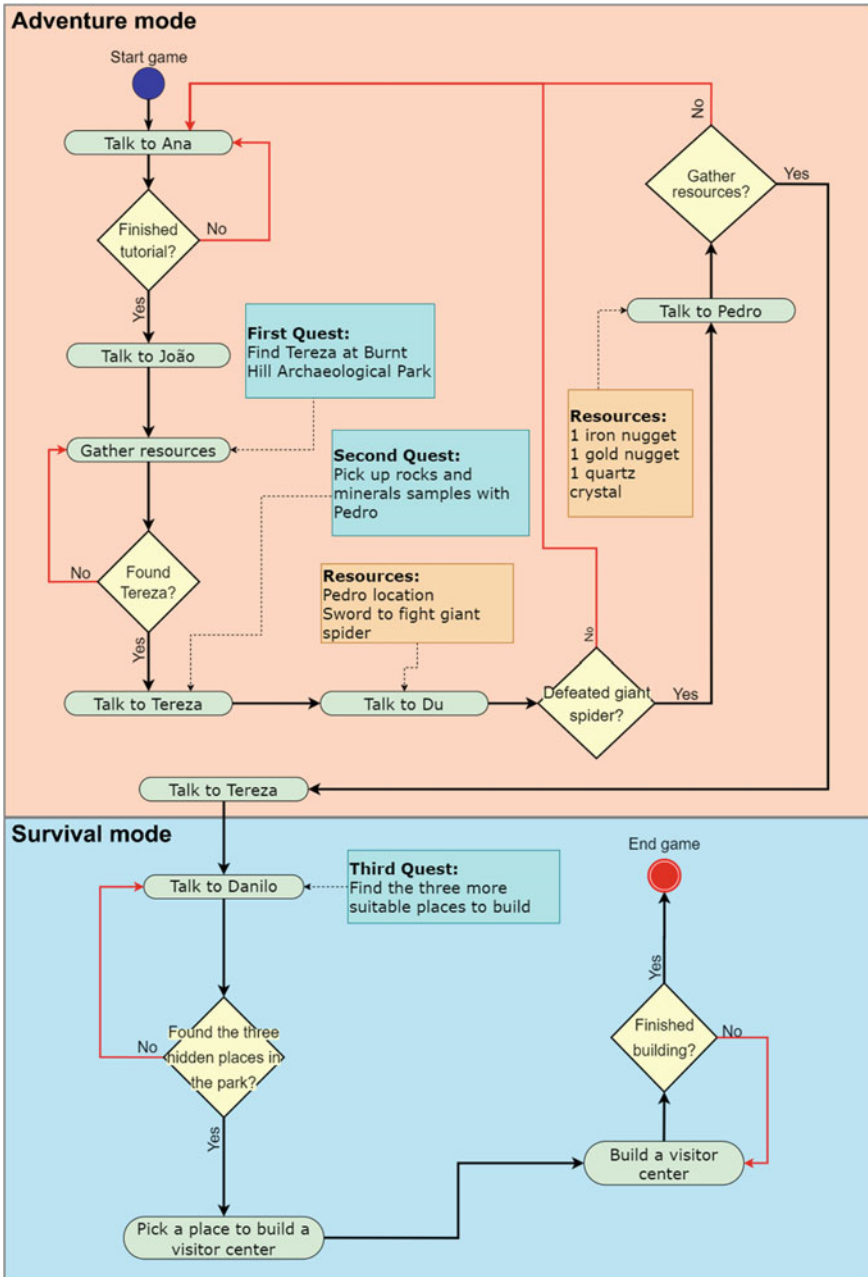 Adventure mode
Start game
Talk to Ana
Finished
tutorial?
No
Yes
Talk to João
First Quest:
Find Tereza at Burnt
Hill Archaeological Park
Gather resources
Second Quest:
Pick up rocks and
minerals samples with
Pedro
Found
Tereza?
No
Yes
Talk to Tereza
Resources:
Pedro location
Sword to fight giant
spider
Talk to Du
Defeated giant
spider?
No
Yes
Resources:
1 iron nugget
1 gold nugget
1 quartz
crystal
Talk to Pedro
Gather
resources?
No
Yes
Talk to Tereza
Survival mode
Talk to Danilo
Third Quest:
Find the three more
suitable places to build
Found the three
hidden places in
the park?
No
Yes
Pick a place to build a
visitor center
Build a visitor
center
Finished
building?
No
Yes
End game